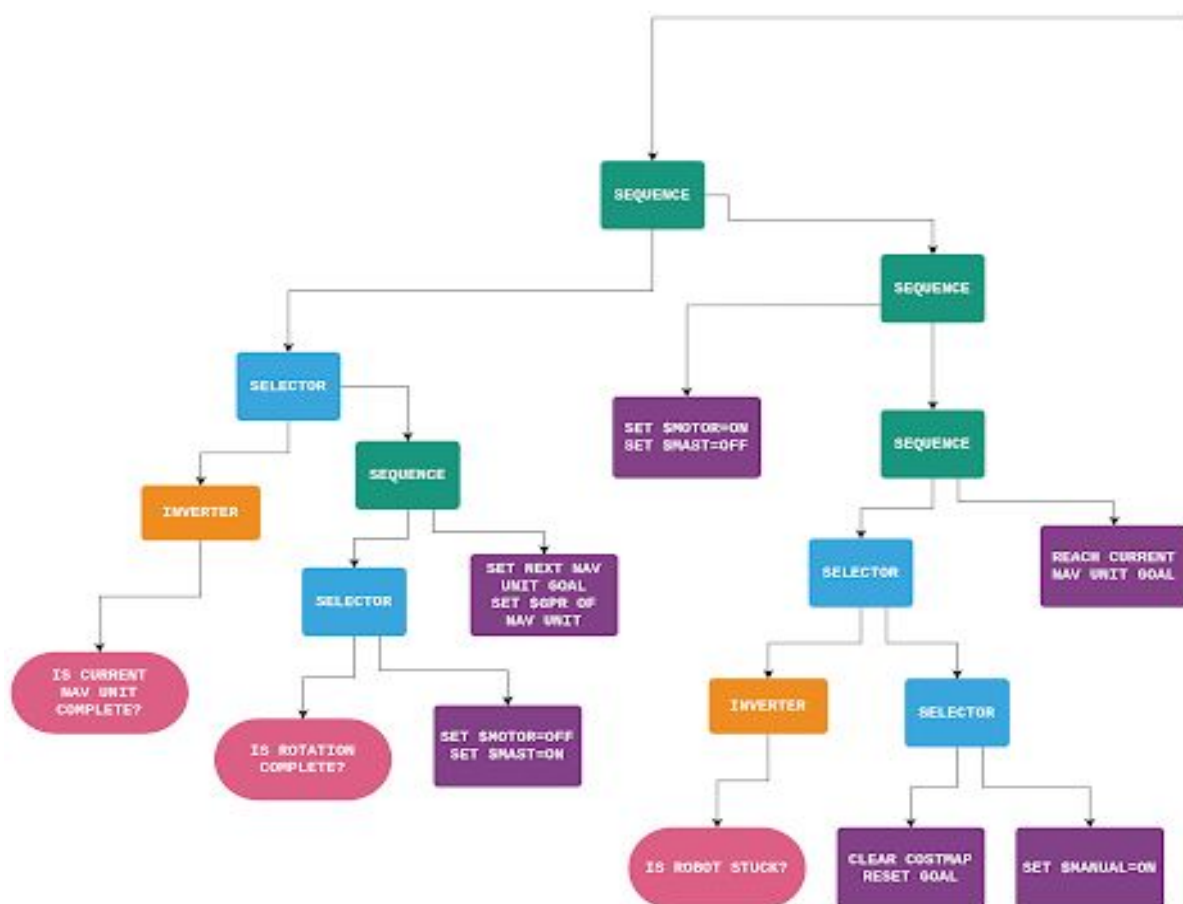 SEQUENCE
SEQUENCE
SELECTOR
SET $MOTOR=ON
SET $MAST=OFF
SEQUENCE
SEQUENCE
INVERTER
REACH CURRENT
NAV UNIT GOAL
SELECTOR
SET NEXT NAV
UNIT GOAL
SET $GPR OF
NAV UNIT
SELECTOR
IS CURRENT
NAV UNIT
COMPLETE?
INVERTER
SELECTOR
IS ROTATION
COMPLETE?
SET $MOTOR=OFF
SET $MAST=ON
IS ROBOT STUCK?
CLEAR COSTMAP
RESET GOAL
SET $MANUAL=ON